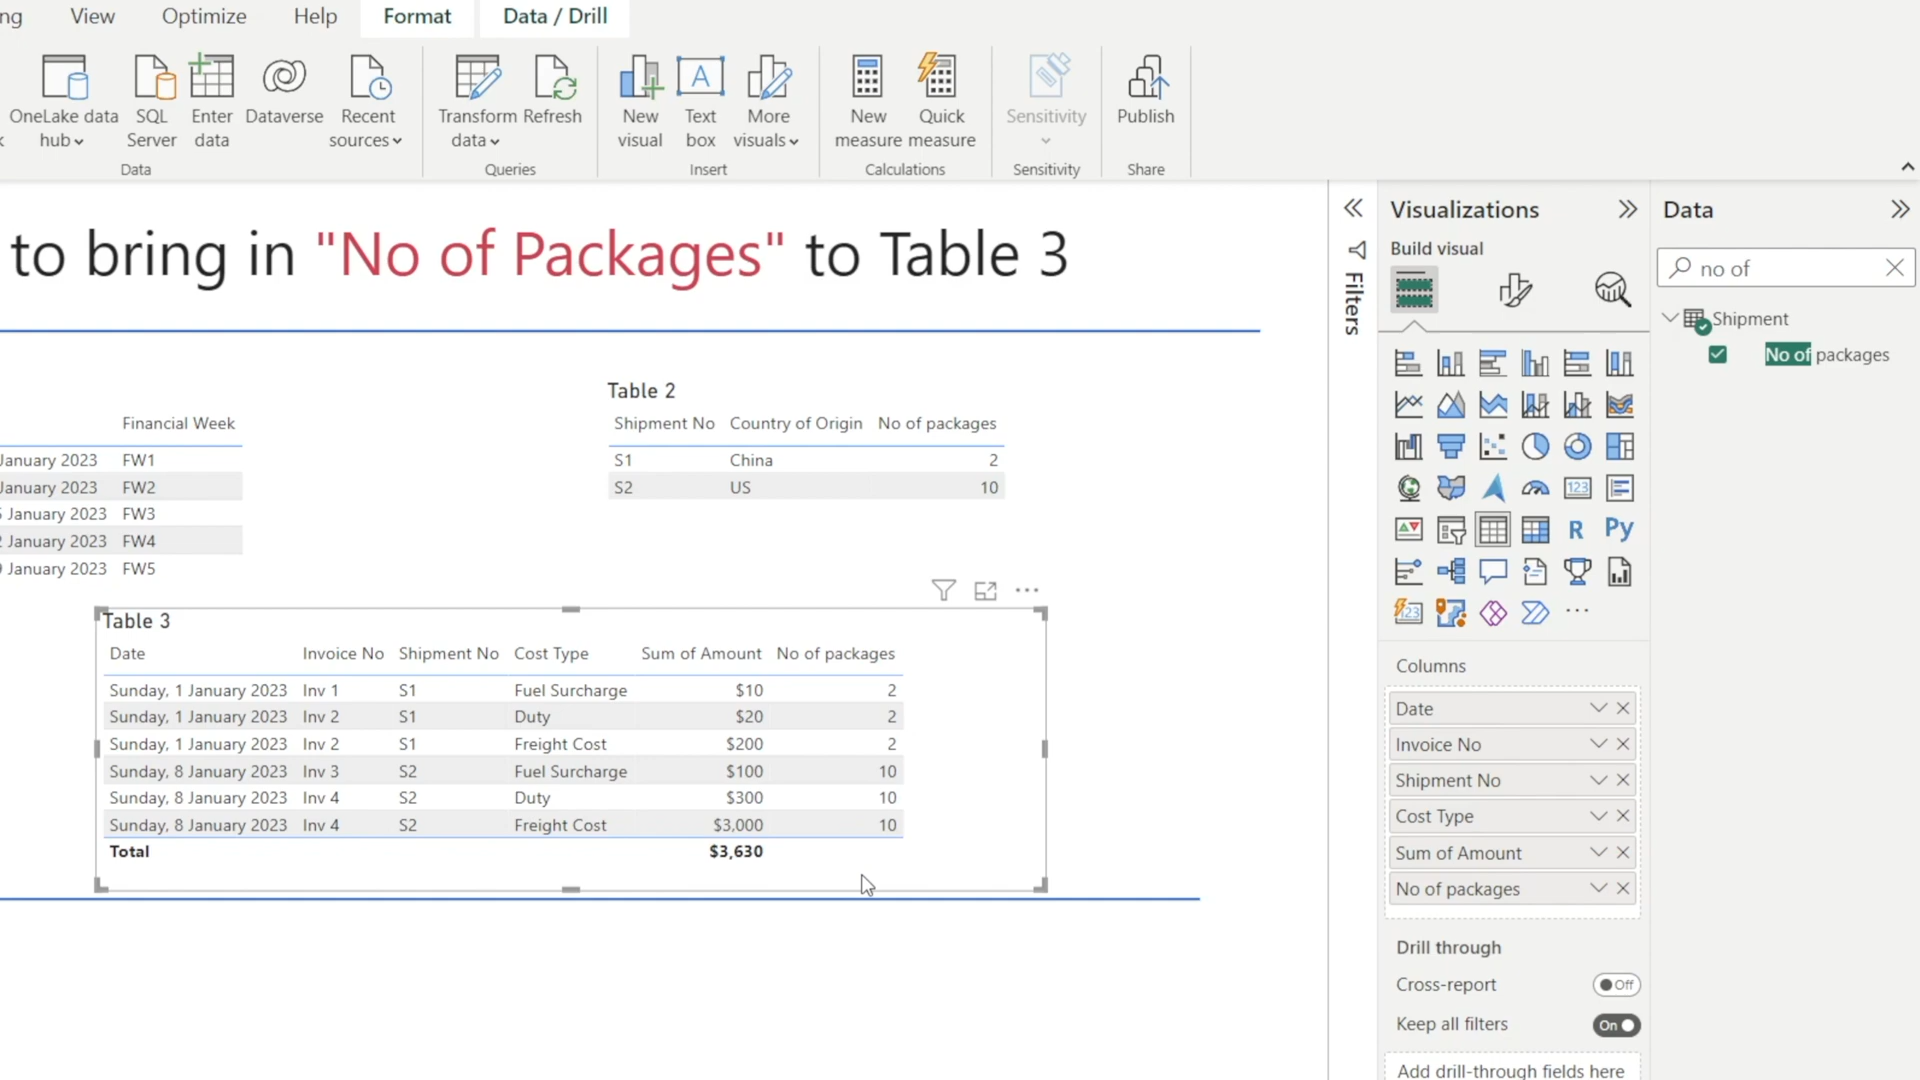 ng View Optimize Help Format Data / Drill
OneLake data hub
SQL Server
Enter data
Dataverse
Recent sources
Transform data
Refresh
New visual
Text box
More visuals
New measure
Quick measure
Sensitivity
Publish
Data
Queries
Insert
Calculations
Sensitivity
Share
to bring in "No of Packages" to Table 3
Financial Week
January 2023 FW1
January 2023 FW2
5 January 2023 FW3
2 January 2023 FW4
9 January 2023 FW5
Table 2
Shipment No Country of Origin No of packages
S1 China 2
S2 US 10
Table 3
Date Invoice No Shipment No Cost Type Sum of Amount No of packages
Sunday, 1 January 2023 Inv 1 S1 Fuel Surcharge $10 2
Sunday, 1 January 2023 Inv 2 S1 Duty $20 2
Sunday, 1 January 2023 Inv 2 S1 Freight Cost $200 2
Sunday, 8 January 2023 Inv 3 S2 Fuel Surcharge $100 10
Sunday, 8 January 2023 Inv 4 S2 Duty $300 10
Sunday, 8 January 2023 Inv 4 S2 Freight Cost $3,000 10
Total $3,630
Filters
Visualizations
Build visual
123
R
Py
123
Columns
Date
Invoice No
Shipment No
Cost Type
Sum of Amount
No of packages
Drill through
Cross-report Off
Keep all filters On
Add drill-through fields here
Data
no of
Shipment
No of packages